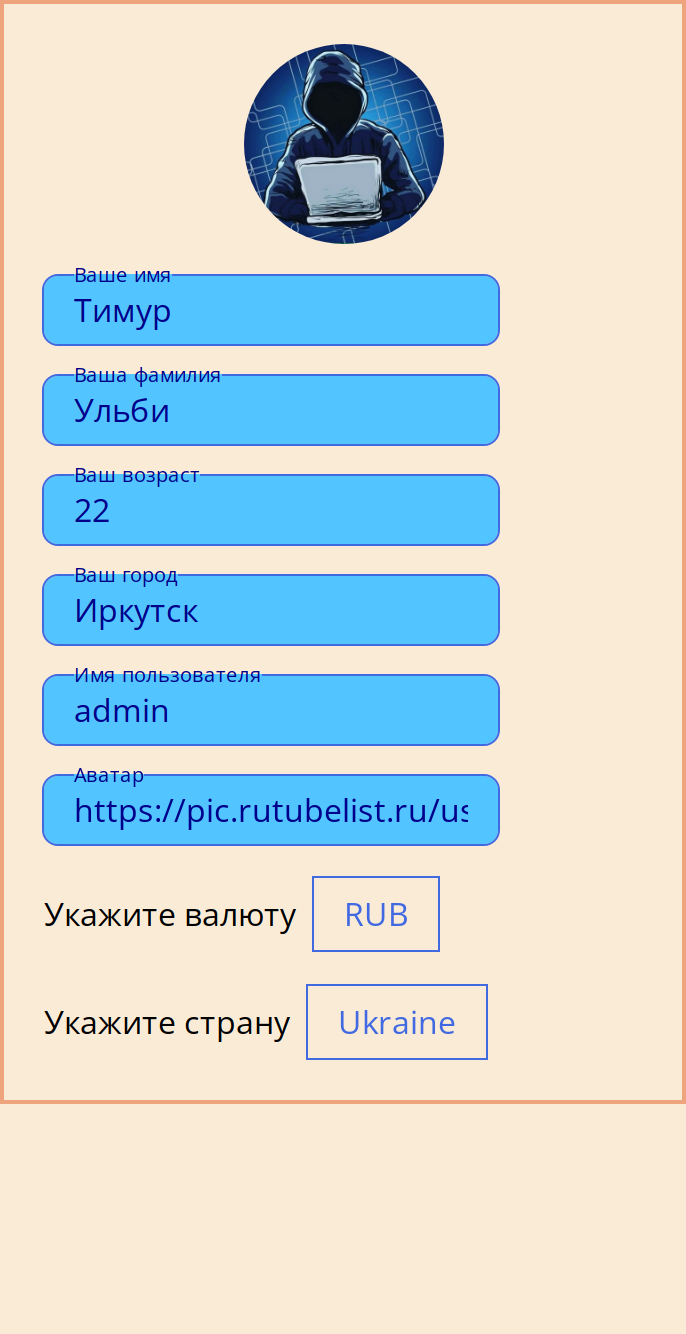 Ваше имя
Тимур
Ваша фамилия
Ульби
Ваш возраст
22
Ваш город
Иркутск
Имя пользователя
admin
Аватар
https://pic.rutubelist.ru/us
Укажите валюту RUB
Укажите страну Ukraine